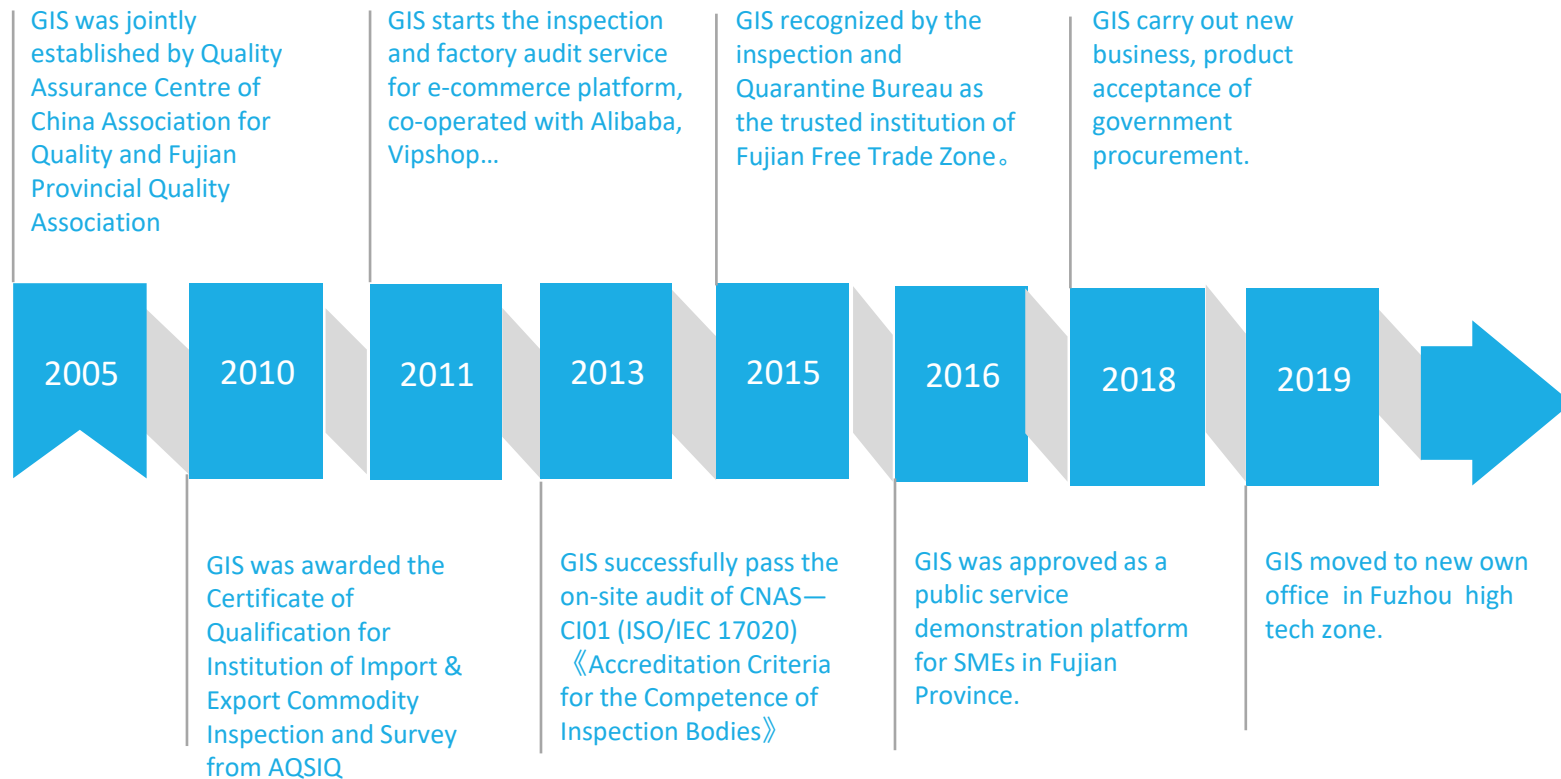 GIS was jointly
established by Quality
Assurance Centre of
China Association for
Quality and Fujian
Provincial Quality
Association
GIS starts the inspection
and factory audit service
for e-commerce platform,
co-operated with Alibaba,
Vipshop…
GIS recognized by the
inspection and
Quarantine Bureau as
the trusted institution of
Fujian Free Trade Zone。
GIS carry out new
business, product
acceptance of
government
procurement.
2005
2010
2011
2013
2015
2016
2018
2019
GIS was awarded the
Certificate of
Qualification for
Institution of Import &
Export Commodity
Inspection and Survey
from AQSIQ
GIS successfully pass the
on-site audit of CNAS—
CI01 (ISO/IEC 17020)
《Accreditation Criteria
for the Competence of
Inspection Bodies》
GIS was approved as a
public service
demonstration platform
for SMEs in Fujian
Province.
GIS moved to new own
office in Fuzhou high
tech zone.